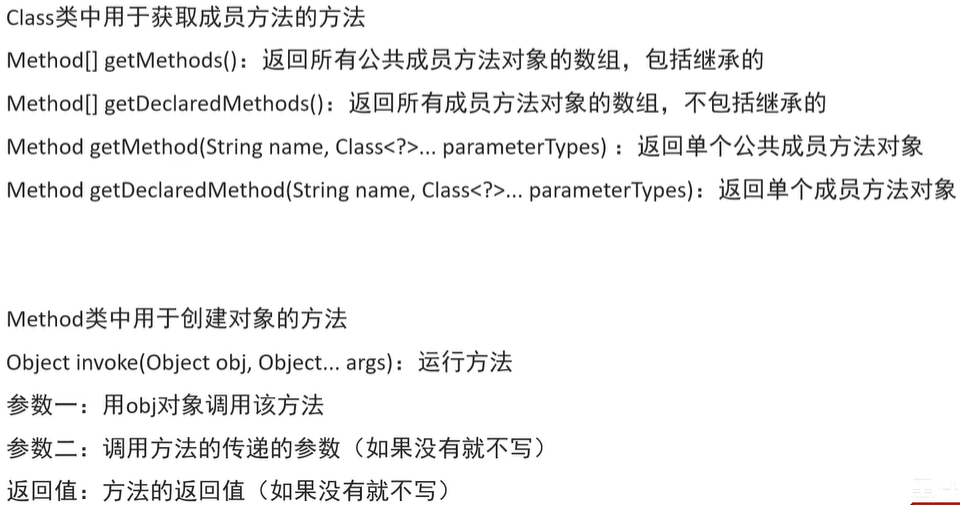 Class类中用于获取成员方法的方法
Method[] getMethods()：返回所有公共成员方法对象的数组，包括继承的
Method[] getDeclaredMethods()：返回所有成员方法对象的数组，不包括继承的
Method getMethod(String name, Class<?>... parameterTypes) ：返回单个公共成员方法对象
Method getDeclaredMethod(String name, Class<?>... parameterTypes)：返回单个成员方法对象
Method类中用于创建对象的方法
Object invoke(Object obj, Object... args)：运行方法
参数一：用obj对象调用该方法
参数二：调用方法的传递的参数（如果没有就不写）
返回值：方法的返回值（如果没有就不写）